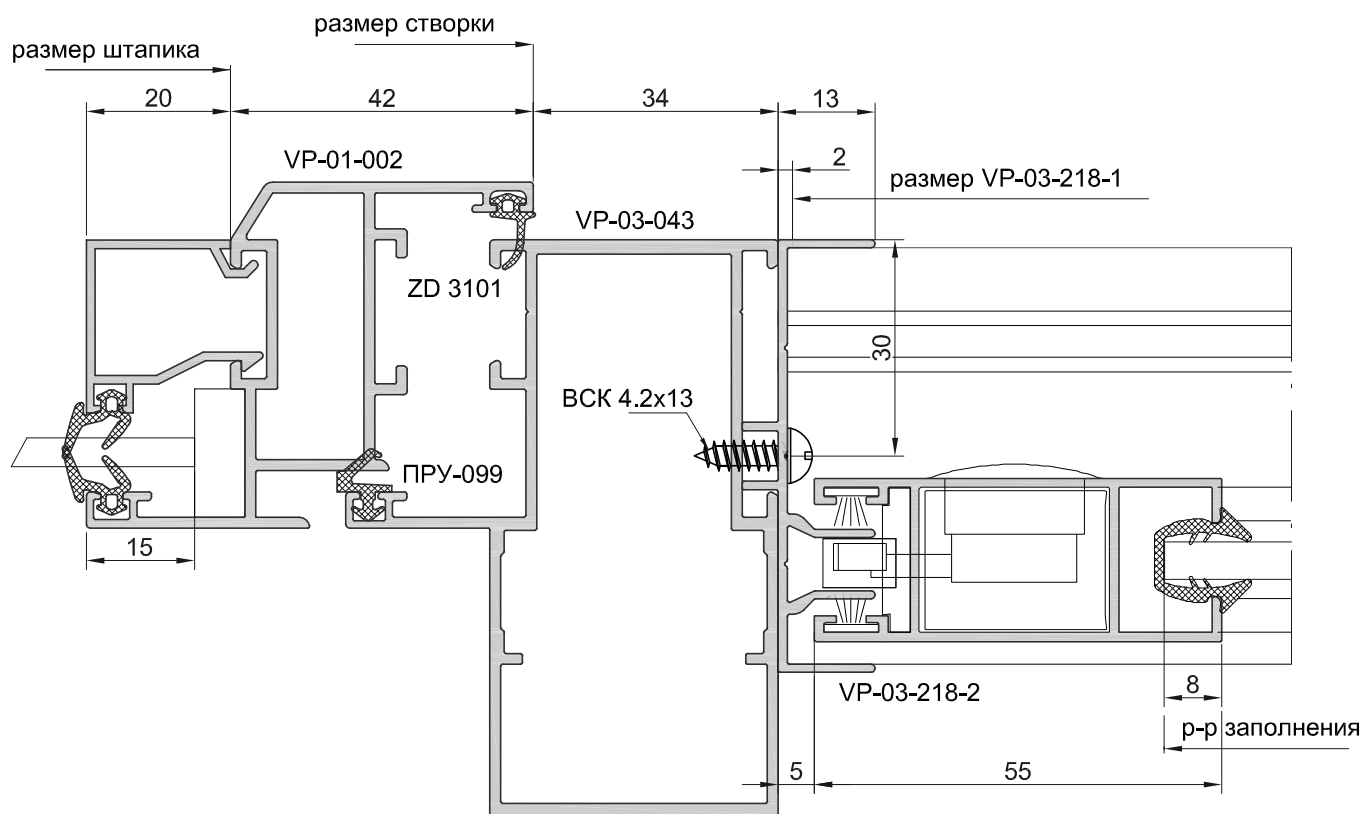 размер створки
размер штапика
20
42
34
13
VP-01-002
2
размер VP-03-218-1
VP-03-043
ZD 3101
30
ВСК 4.2x13
ПРУ-099
15
VP-03-218-2
8
р-р заполнения
5
55